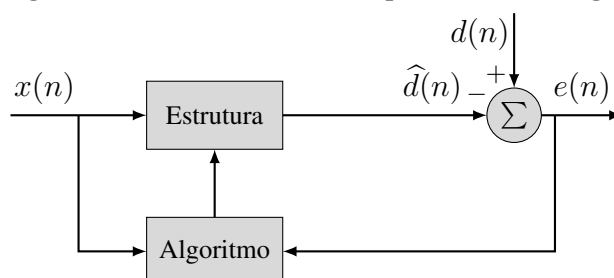 d(n)
x(n)
d̂(n)
− +
e(n)
Estrutura
Σ
Algoritmo